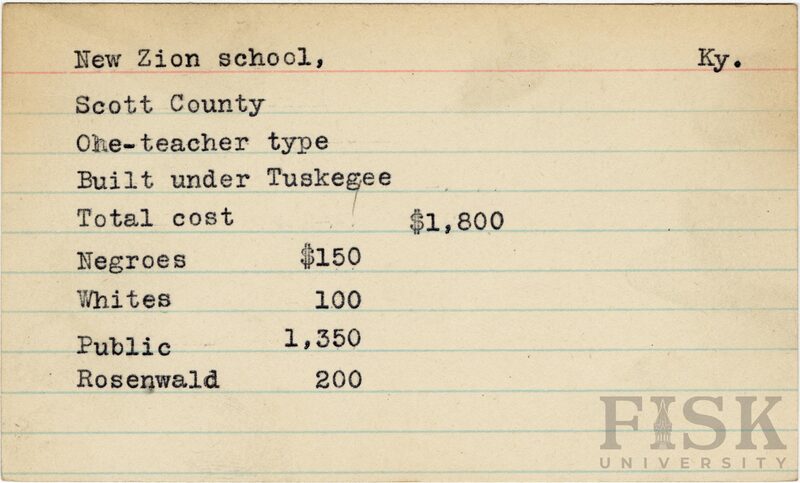 New Zion school, Ky.
Scott County
One-teacher type
Built under Tuskegee
Total cost $1,800
Negroes $150
Whites 100
Public 1,350
Rosenwald 200
FISK
UNIVERSITY